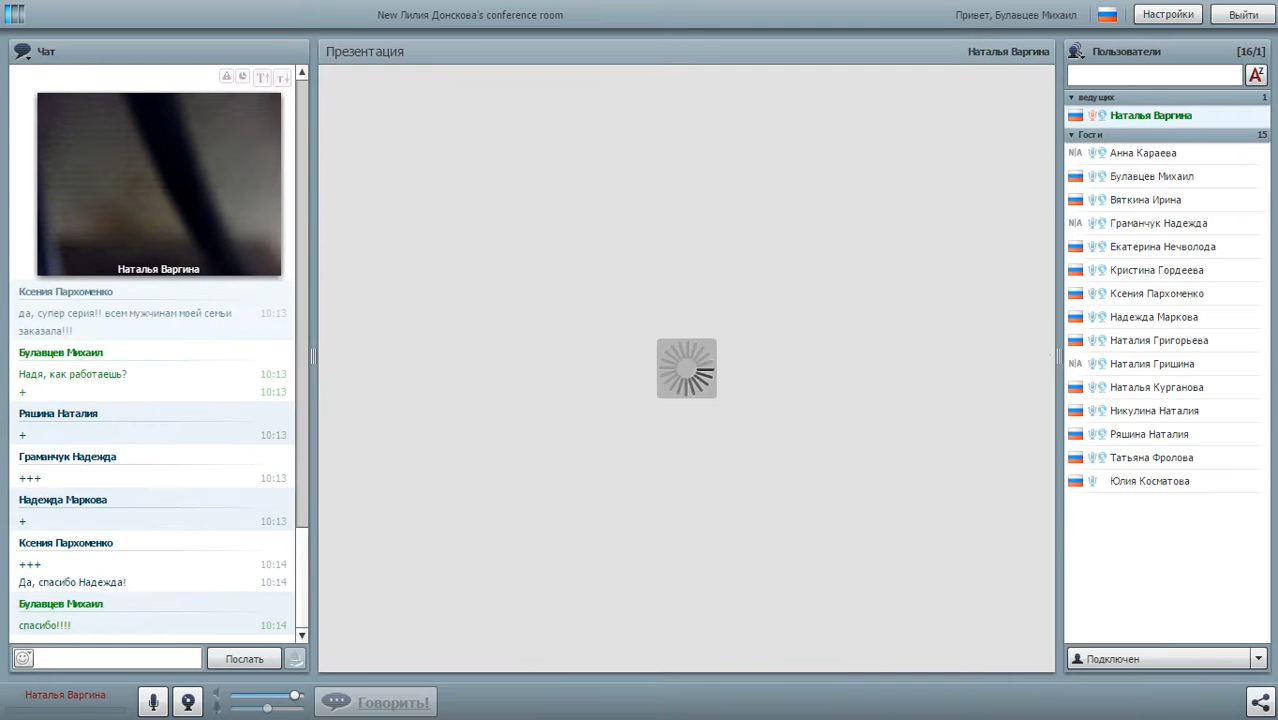 New Лилия Донскова's conference room
Привет, Булавцев Михаил
Настройки
Выйти
Чат
Наталья Варгина
Ксения Пархоменко
да, супер серия!! всем мужчинам моей семьи 10:13
заказала!!!
Булавцев Михаил
Надя, как работаешь? 10:13
+ 10:13
Ряшина Наталия
+ 10:13
Граманчук Надежда
+++ 10:13
Надежда Маркова
+ 10:13
Ксения Пархоменко
+++ 10:14
Да, спасибо Надежда! 10:14
Булавцев Михаил
спасибо!!!! 10:14
Послать
Презентация
Наталья Варгина
Пользователи [16/1]
ведущих 1
Наталья Варгина
Гости 15
N|A Анна Караева
Булавцев Михаил
Вяткина Ирина
N|A Граманчук Надежда
Екатерина Нечволода
Кристина Гордеева
Ксения Пархоменко
Надежда Маркова
Наталия Григорьева
N|A Наталия Гришина
Наталья Курганова
Никулина Наталия
Ряшина Наталия
Татьяна Фролова
Юлия Косматова
Подключен
Наталья Варгина
Говорить!